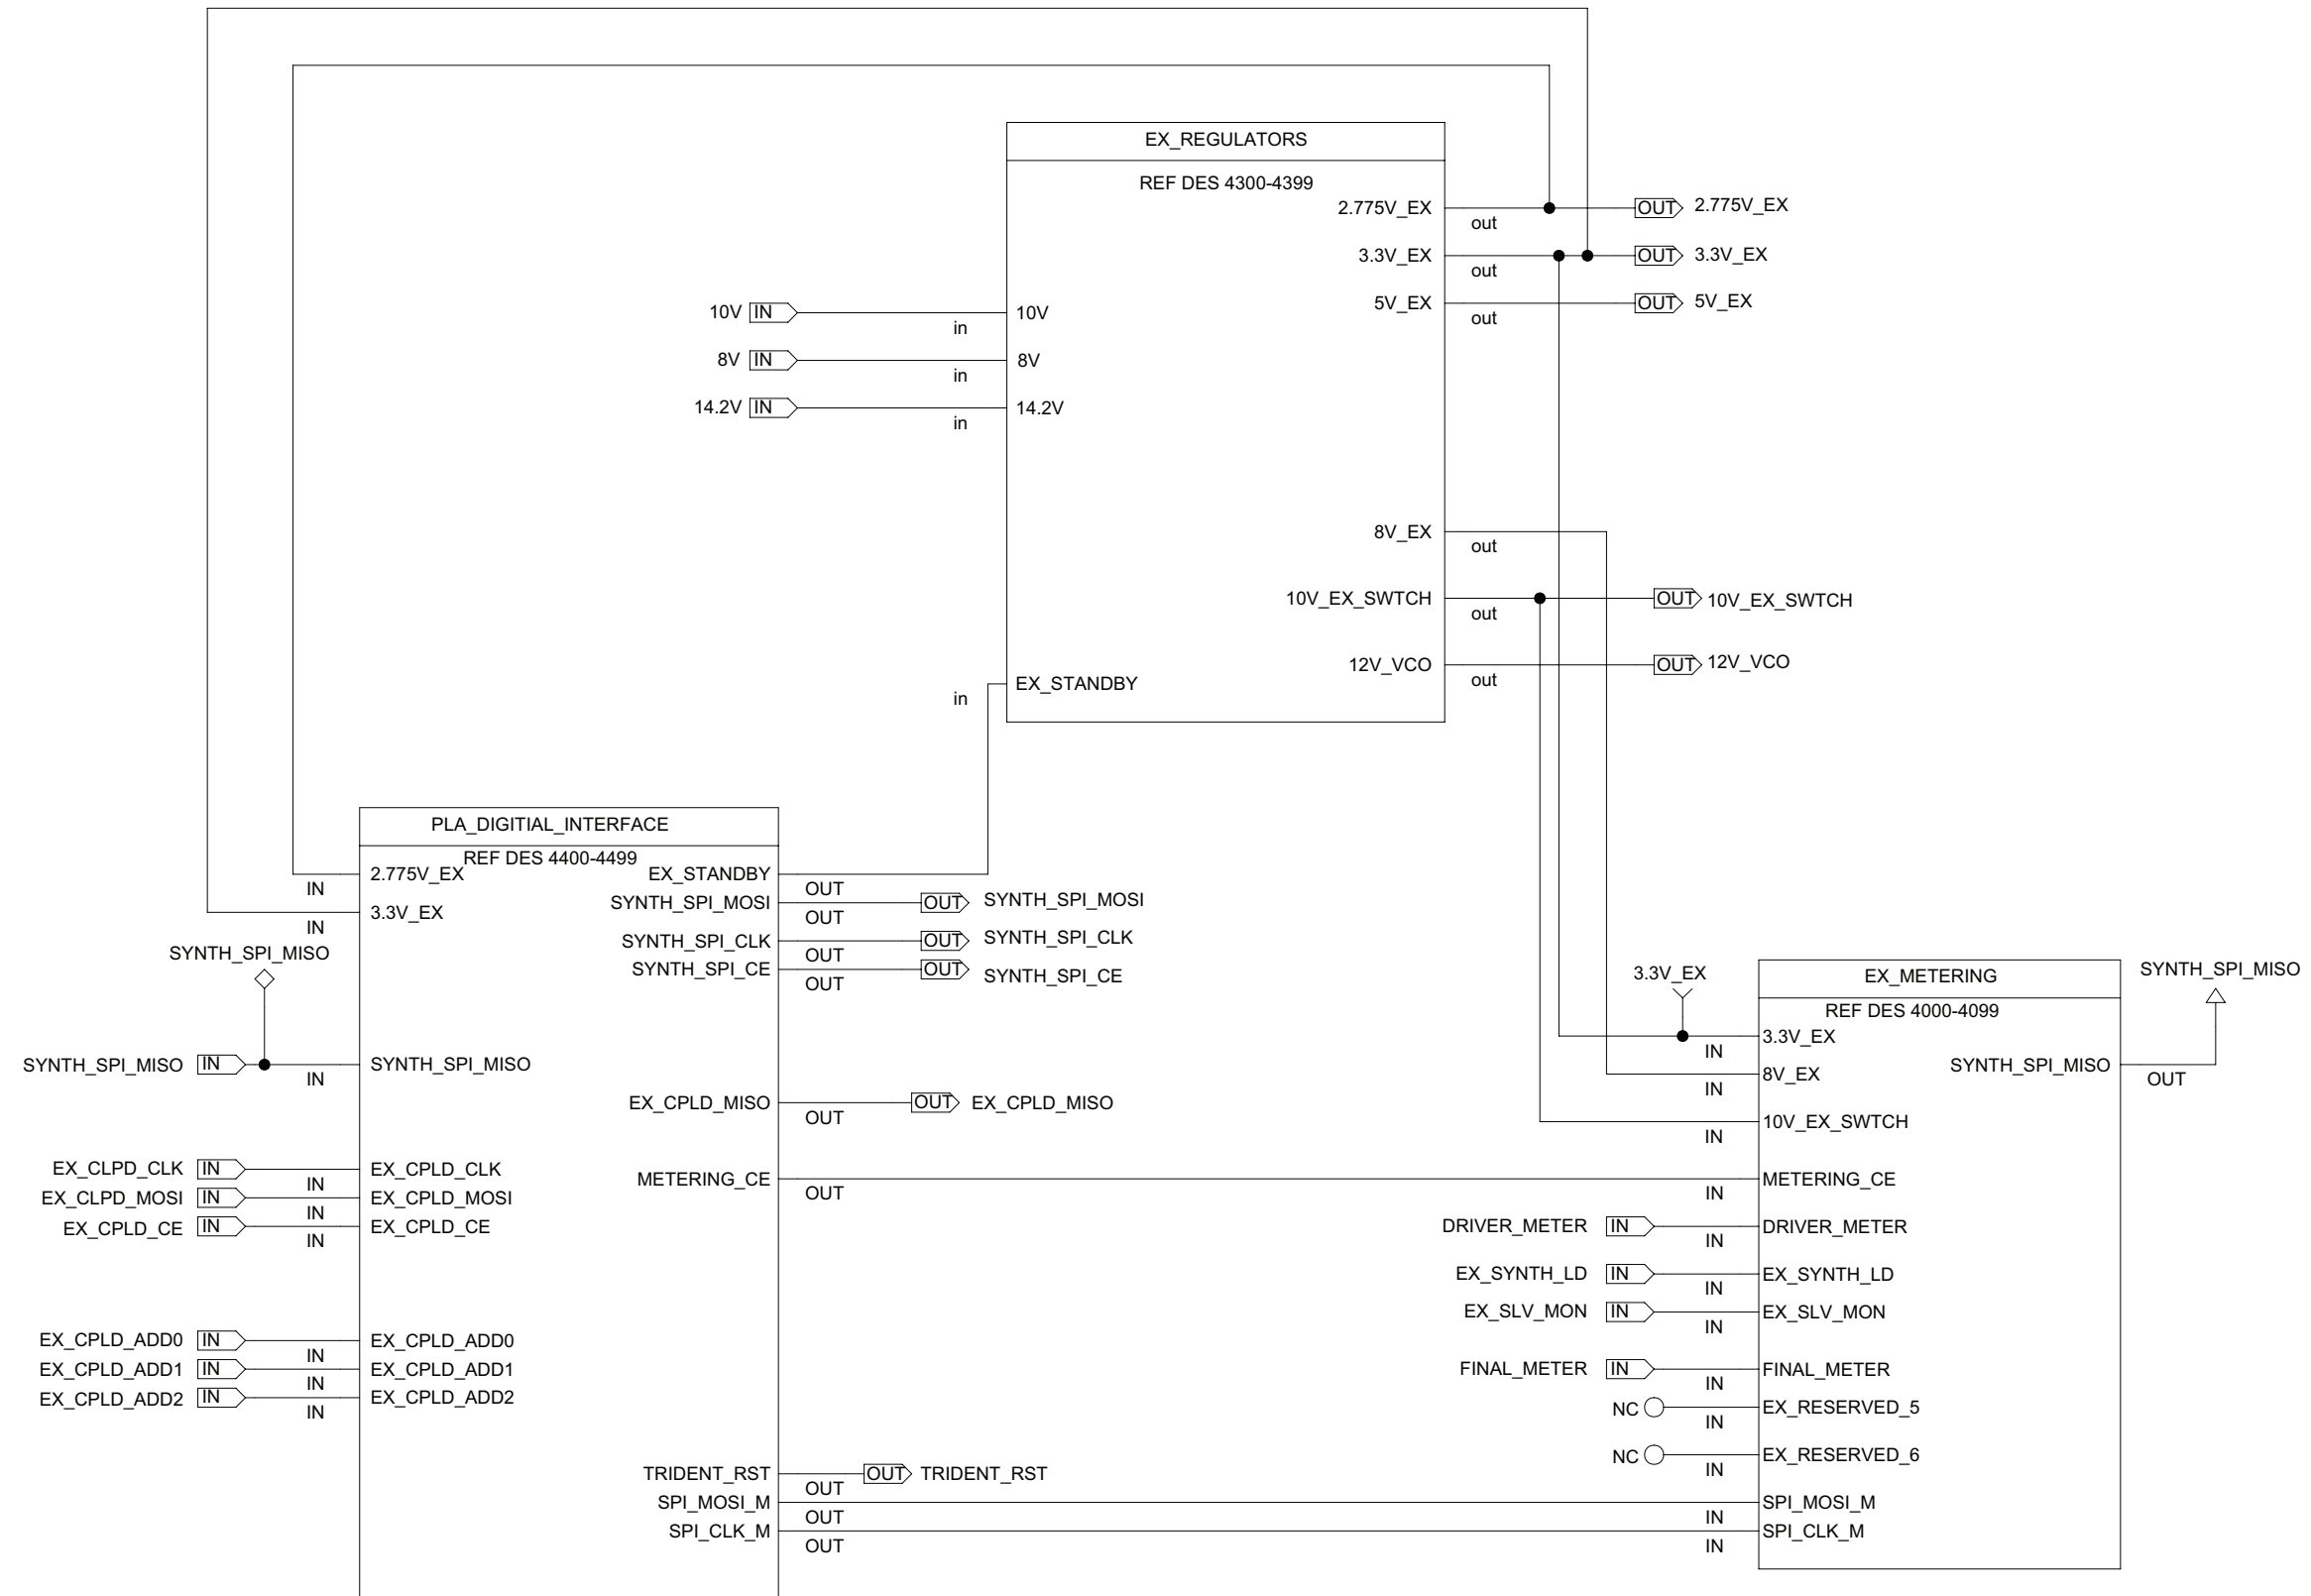 EX_REGULATORS
REF DES 4300-4399
2.775V_EX
out
OUT
2.775V_EX
3.3V_EX
out
OUT
3.3V_EX
5V_EX
out
OUT
5V_EX
10V
IN
in
10V
8V
IN
in
8V
14.2V
IN
in
14.2V
8V_EX
out
10V_EX_SWTCH
out
OUT
10V_EX_SWTCH
12V_VCO
out
OUT
12V_VCO
in
EX_STANDBY
PLA_DIGITIAL_INTERFACE
REF DES 4400-4499
IN
2.775V_EX
IN
3.3V_EX
SYNTH_SPI_MISO
SYNTH_SPI_MISO
IN
IN
SYNTH_SPI_MISO
EX_CLPD_CLK
IN
IN
EX_CPLD_CLK
EX_CLPD_MOSI
IN
IN
EX_CPLD_MOSI
EX_CPLD_CE
IN
IN
EX_CPLD_CE
EX_CPLD_ADD0
IN
IN
EX_CPLD_ADD0
EX_CPLD_ADD1
IN
IN
EX_CPLD_ADD1
EX_CPLD_ADD2
IN
IN
EX_CPLD_ADD2
EX_STANDBY
OUT
SYNTH_SPI_MOSI
OUT
OUT
SYNTH_SPI_MOSI
SYNTH_SPI_CLK
OUT
OUT
SYNTH_SPI_CLK
SYNTH_SPI_CE
OUT
OUT
SYNTH_SPI_CE
EX_CPLD_MISO
OUT
OUT
EX_CPLD_MISO
METERING_CE
OUT
TRIDENT_RST
OUT
OUT
TRIDENT_RST
SPI_MOSI_M
OUT
SPI_CLK_M
OUT
EX_METERING
REF DES 4000-4099
3.3V_EX
IN
3.3V_EX
IN
8V_EX
IN
10V_EX_SWTCH
IN
METERING_CE
DRIVER_METER
IN
IN
DRIVER_METER
EX_SYNTH_LD
IN
IN
EX_SYNTH_LD
EX_SLV_MON
IN
IN
EX_SLV_MON
FINAL_METER
IN
IN
FINAL_METER
NC
IN
EX_RESERVED_5
NC
IN
EX_RESERVED_6
IN
SPI_MOSI_M
IN
SPI_CLK_M
SYNTH_SPI_MISO
OUT
SYNTH_SPI_MISO